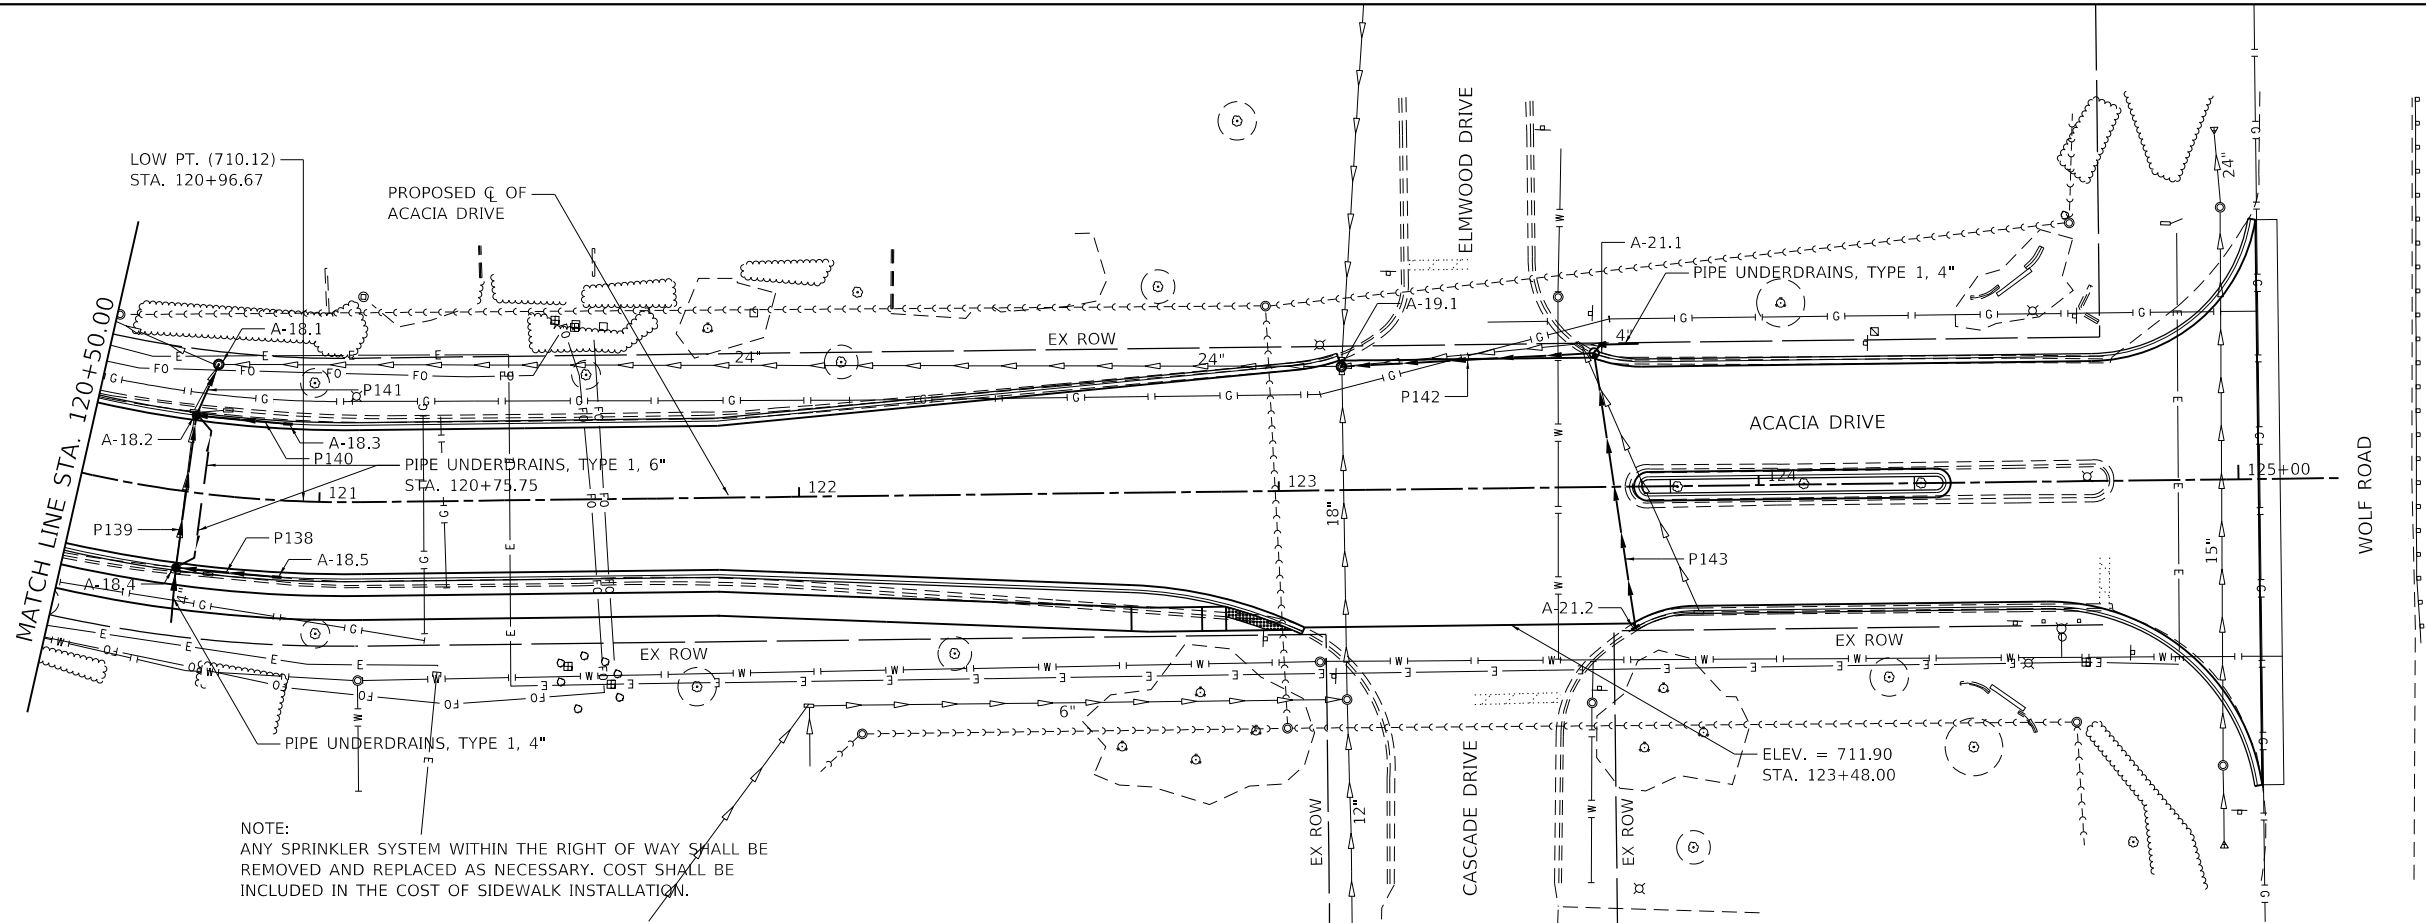 LOW PT. (710.12)
STA. 120+96.67
PROPOSED ℄ OF
ACACIA DRIVE
ELMWOOD DRIVE
24"
A-21.1
PIPE UNDERDRAINS, TYPE 1, 4"
A-19.1
4"
MATCH LINE STA. 120+50.00
A-18.1
EX ROW
24"
24"
P141
P142
A-18.2
A-18.3
P140
ACACIA DRIVE
PIPE UNDERDRAINS, TYPE 1, 6"
STA. 120+75.75
121
122
123
124
125+00
WOLF ROAD
18"
15"
P139
P138
A-18.5
A-18.4
4"
P143
A-21.2
EX ROW
EX ROW
6"
PIPE UNDERDRAINS, TYPE 1, 4"
ELEV. = 711.90
STA. 123+48.00
EX ROW
12"
CASCADE DRIVE
EX ROW
NOTE:
ANY SPRINKLER SYSTEM WITHIN THE RIGHT OF WAY SHALL BE
REMOVED AND REPLACED AS NECESSARY. COST SHALL BE
INCLUDED IN THE COST OF SIDEWALK INSTALLATION.